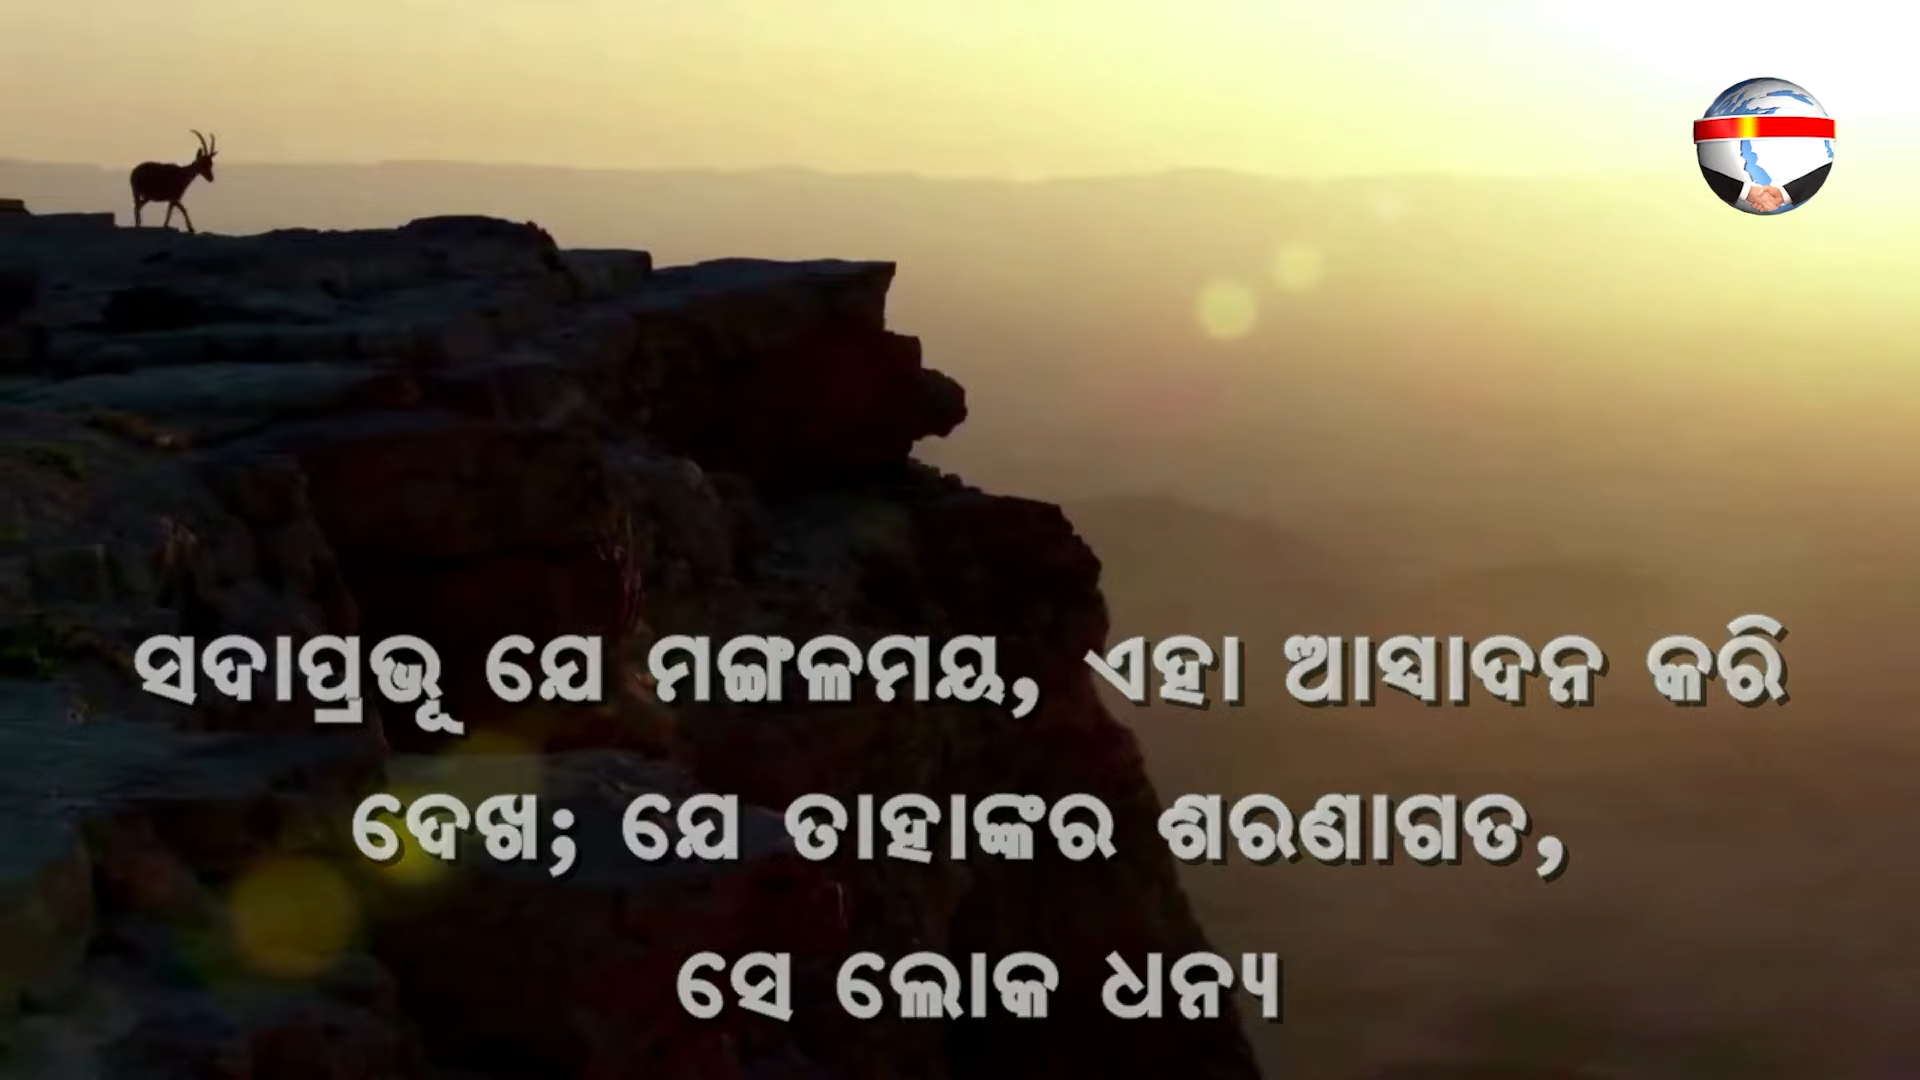 ସଦାପ୍ରଭୂ ଯେ ମଙ୍ଗଳମୟ, ଏହା ଆସ୍ୱାଦନ କରି
ଦେଖ; ଯେ ତାହାଙ୍କର ଶରଣାଗତ,
ସେ ଲୋକ ଧନ୍ୟ